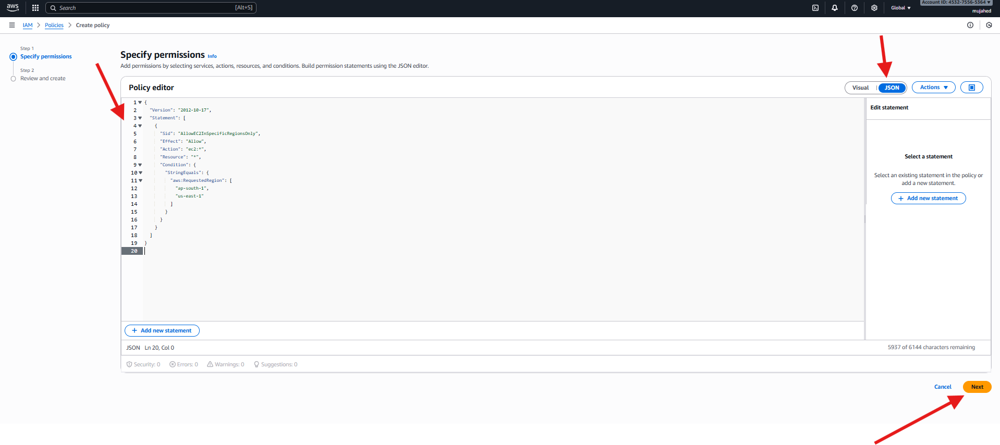 aws
Search [Alt+S]
Global
Account ID: 4532-7556-5364
mujahed
IAM Policies Create policy
Step 1
Specify permissions
Step 2
Review and create
Specify permissions Info
Add permissions by selecting services, actions, resources, and conditions. Build permission statements using the JSON editor.
Policy editor
Visual JSON Actions
1 {
2 "Version": "2012-10-17",
3 "Statement": [
4 {
5 "Sid": "AllowEC2InSpecificRegionsOnly",
6 "Effect": "Allow",
7 "Action": "ec2:*",
8 "Resource": "*",
9 "Condition": {
10 "StringEquals": {
11 "aws:RequestedRegion": [
12 "ap-south-1",
13 "us-east-1"
14 ]
15 }
16 }
17 }
18 ]
19 }
20
Edit statement
Select a statement
Select an existing statement in the policy or
add a new statement.
+ Add new statement
+ Add new statement
JSON Ln 20, Col 0
5937 of 6144 characters remaining
Security: 0 Errors: 0 Warnings: 0 Suggestions: 0
Cancel Next